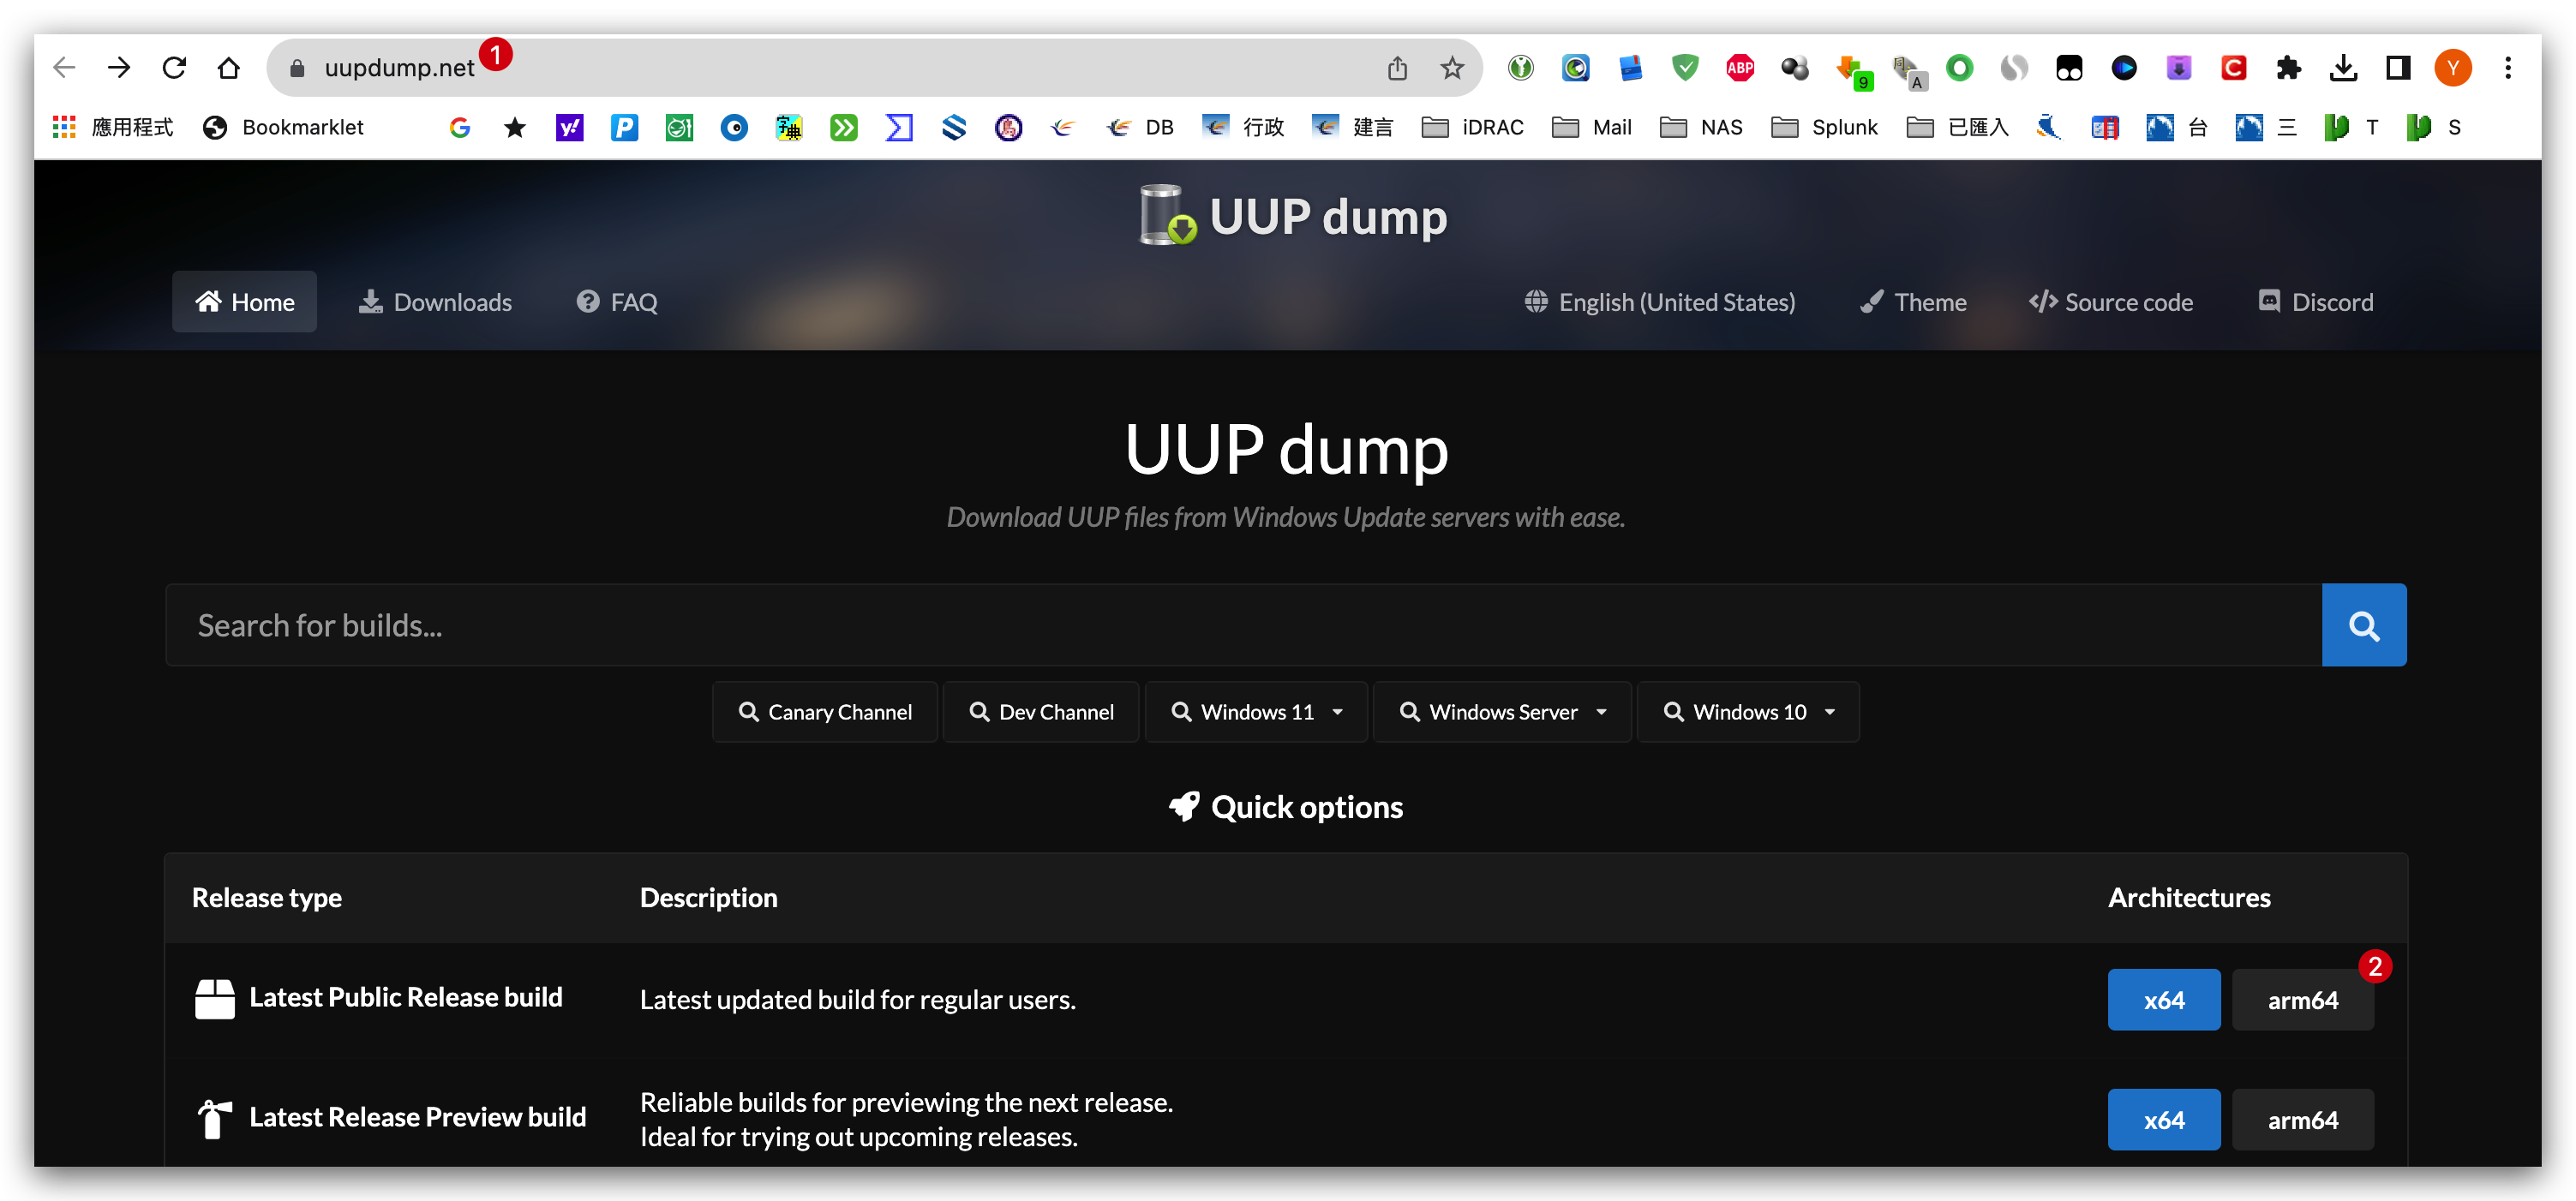 uupdump.net 1
ABP 9 A C Y
應用程式 Bookmarklet G y! P 字典 DB 行政 建言 iDRAC Mail NAS Splunk 已匯入 台 三 T S
UUP dump
Home Downloads FAQ English (United States) Theme Source code Discord
UUP dump
Download UUP files from Windows Update servers with ease.
Search for builds...
Canary Channel Dev Channel Windows 11 Windows Server Windows 10
Quick options
Release type Description Architectures
2
Latest Public Release build Latest updated build for regular users. x64 arm64
Latest Release Preview build Reliable builds for previewing the next release. x64 arm64
Ideal for trying out upcoming releases.